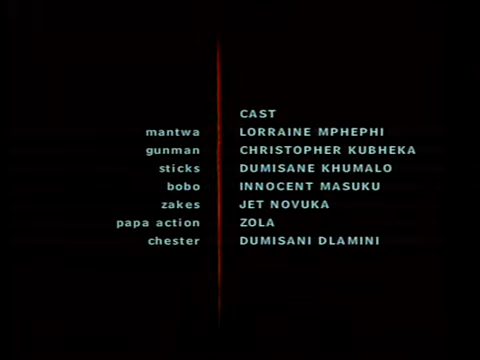 CAST
mantwa LORRAINE MPHEPHI
gunman CHRISTOPHER KUBHEKA
sticks DUMISANE KHUMALO
bobo INNOCENT MASUKU
zakes JET NOVUKA
papa action ZOLA
chester DUMISANI DLAMINI